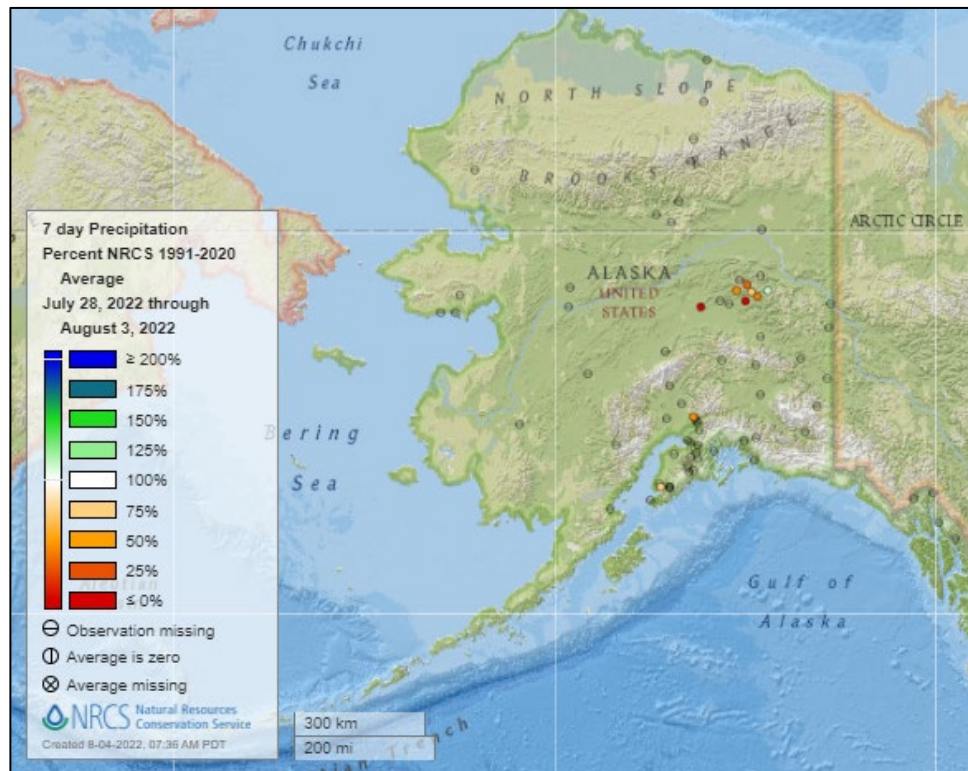 Chukchi
Sea
NORTH SLOPE
BROOKS RANGE
ARCTIC CIRCLE
ALASKA
UNITED
STATES
Bering
Sea
Gulf of
Alaska
Aleutian
Trench
7 day Precipitation
Percent NRCS 1991-2020
Average
July 28, 2022 through
August 3, 2022
≥ 200%
175%
150%
125%
100%
75%
50%
25%
≤ 0%
Observation missing
Average is zero
Average missing
NRCS Natural Resources
Conservation Service
Created 8-04-2022, 07:36 AM PDT
300 km
200 mi